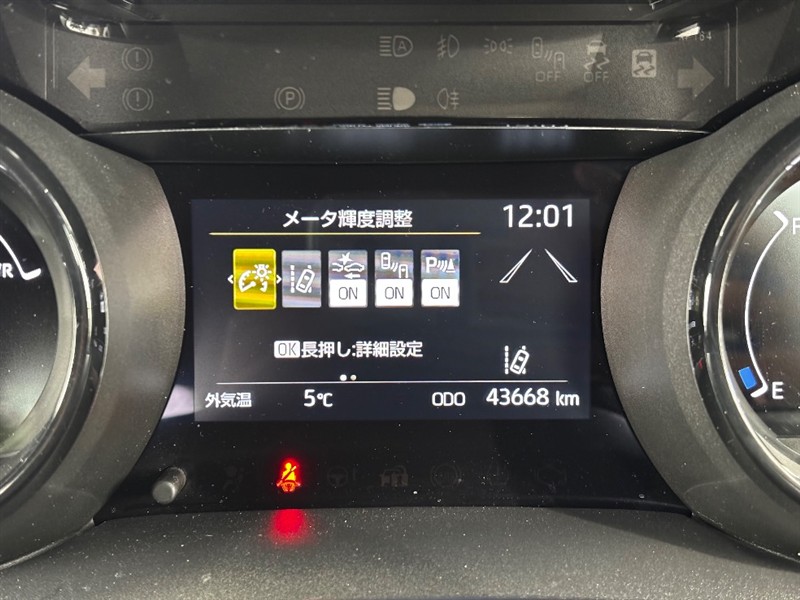 OFF OFF
P
メータ輝度調整 12:01
ON ON P ON
OK長押し:詳細設定
外気温 5℃ ODO 43668 km
E